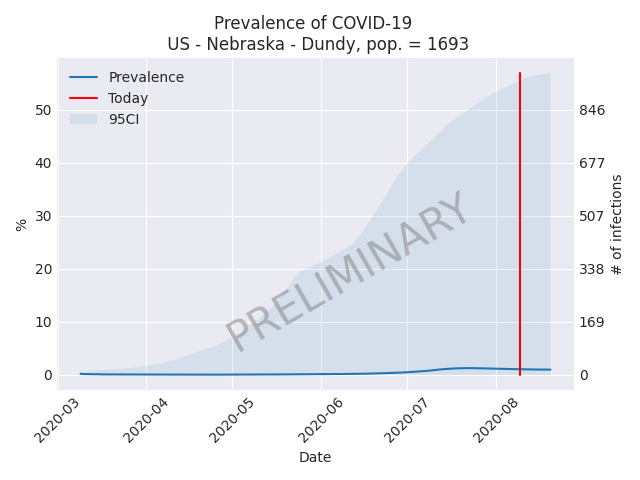 Prevalence of COVID-19
US - Nebraska - Dundy, pop. = 1693
Prevalence
Today
95CI
PRELIMINARY
%
50
40
30
20
10
0
846
677
507
338
169
0
# of infections
2020-03
2020-04
2020-05
2020-06
2020-07
2020-08
Date